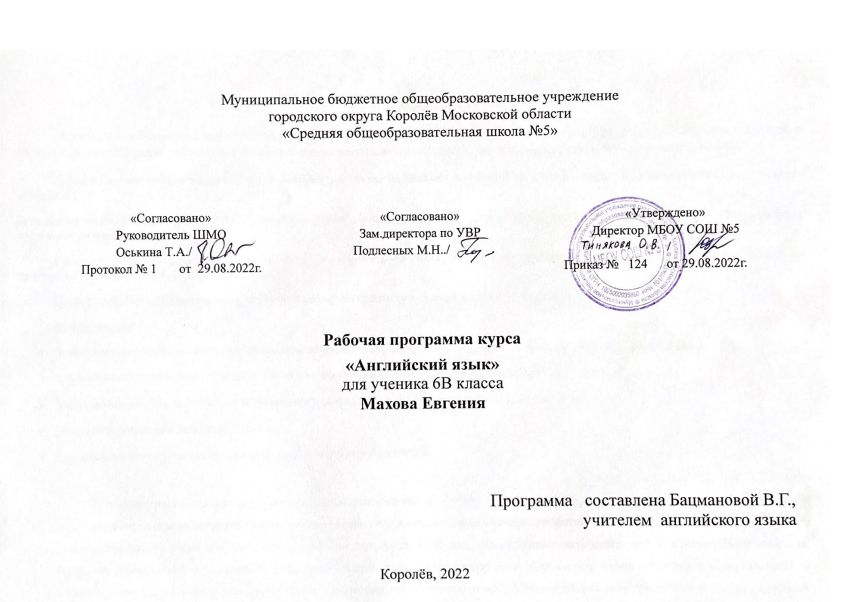 Муниципальное бюджетное общеобразовательное учреждение
городского округа Королёв Московской области
«Средняя общеобразовательная школа №5»
«Согласовано»
Руководитель ШМО
Оськина Т.А./
Протокол № 1 от 29.08.2022г.
«Согласовано»
Зам.директора по УВР
Подлесных М.Н../
«Утверждено»
Директор МБОУ СОШ №5
Тинякова О.В. /
Приказ № 124 от 29.08.2022г.
МБОУ СОШ
Рабочая программа курса
«Английский язык»
для ученика 6В класса
Махова Евгения
Программа составлена Бацмановой В.Г.,
учителем английского языка
Королёв, 2022